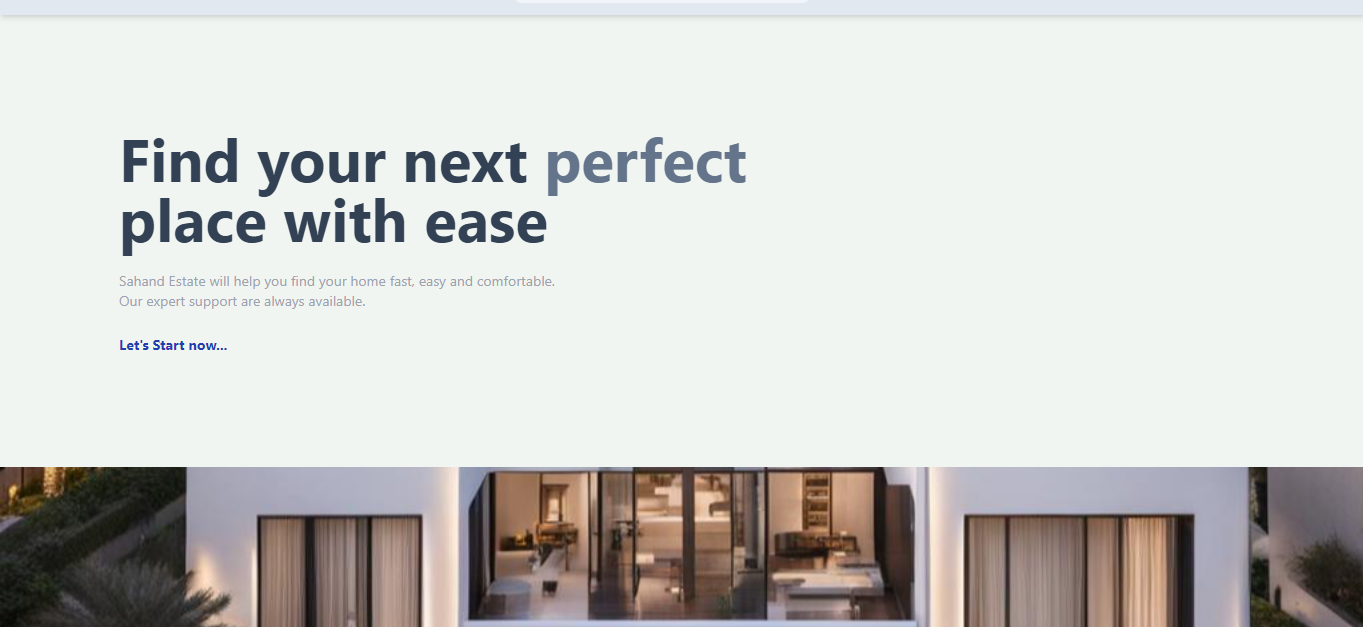 Find your next perfect
place with ease
Sahand Estate will help you find your home fast, easy and comfortable.
Our expert support are always available.
Let's Start now...